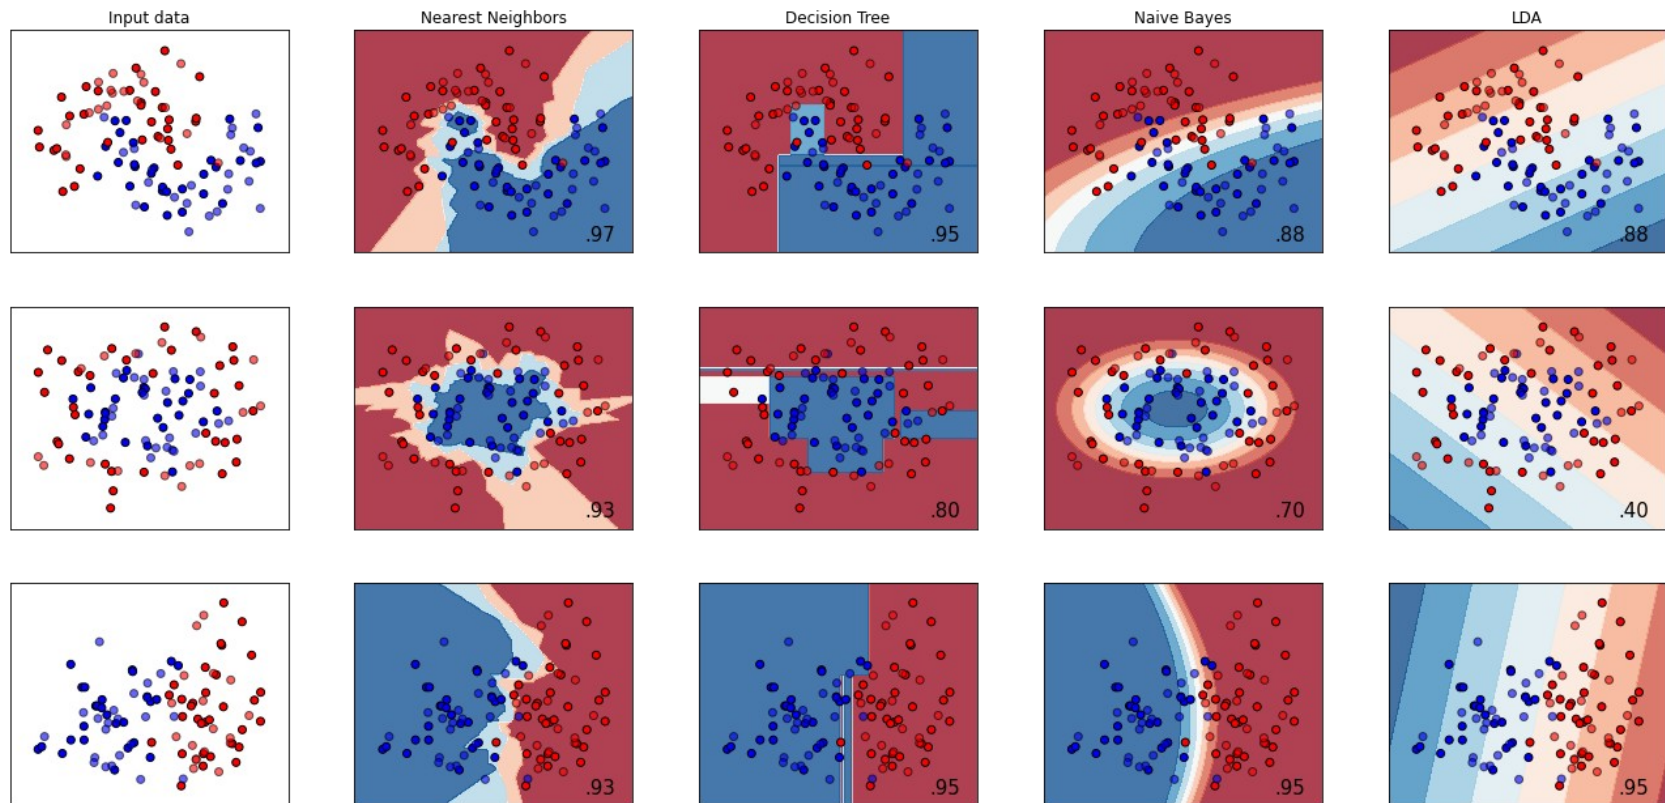 Input data
Nearest Neighbors
Decision Tree
Naive Bayes
LDA
.97
.95
.88
.88
.93
.80
.70
.40
.93
.95
.95
.95